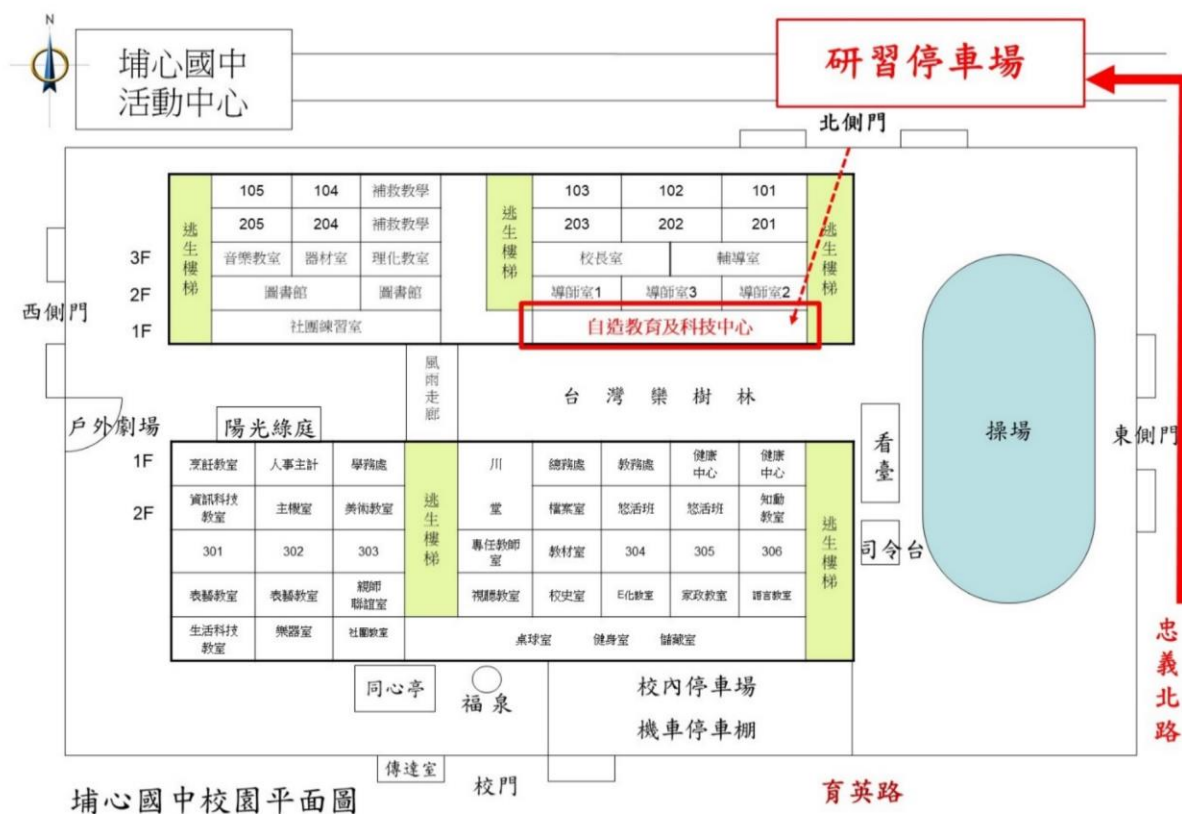 N
埔心國中
活動中心
研習停車場
北側門
逃生樓梯
105 104 補救教學
205 204 補救教學
3F 音樂教室 器材室 理化教室
2F 圖書館 圖書館
1F 社團練習室
逃生樓梯
103 102 101
203 202 201
校長室 輔導室
導師室1 導師室3 導師室2
自造教育及科技中心
逃生樓梯
西側門
風雨走廊
台灣欒樹林
戶外劇場
陽光綠庭
看臺
操場
東側門
司令台
1F 烹飪教室 人事主計 學務處
2F 資訊科技教室 主機室 美術教室
301 302 303
表藝教室 表藝教室 親師聯誼室
生活科技教室 樂器室 社團教室
逃生樓梯
川 總務處 教務處 健康中心 健康中心
堂 檔案室 悠活班 悠活班 知動教室
專任教師室 教材室 304 305 306
視聽教室 校史室 E化教室 家政教室 語言教室
桌球室 健身室 儲藏室
逃生樓梯
同心亭
福泉
校內停車場
機車停車棚
傳達室
校門
育英路
忠義北路
埔心國中校園平面圖